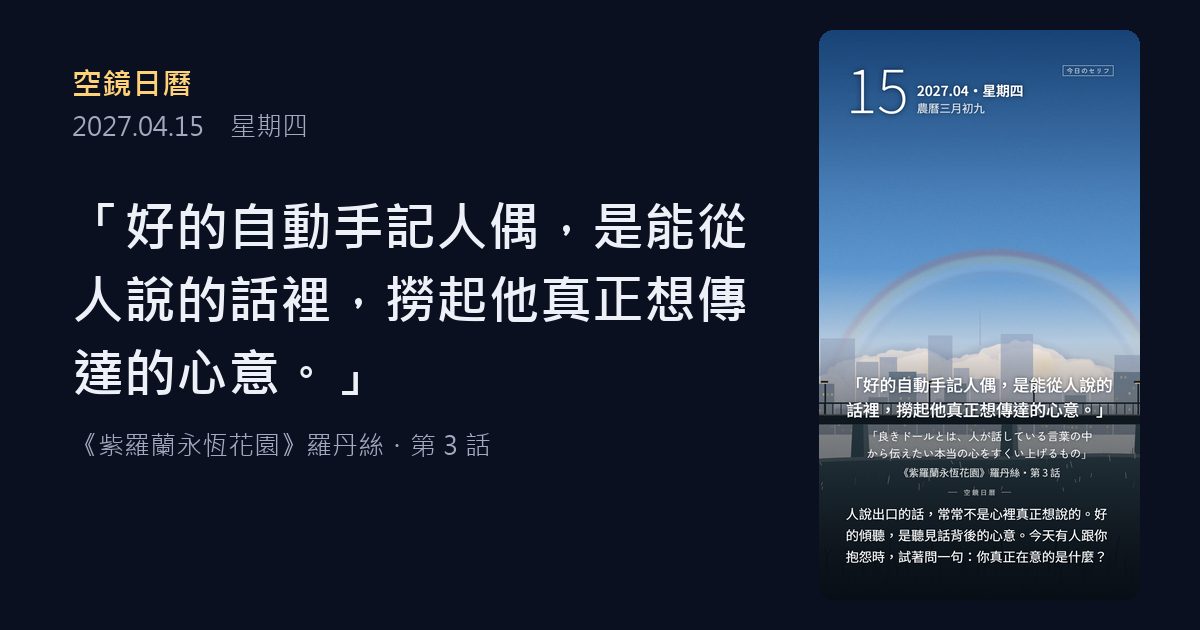 空鏡日曆
2027.04.15 星期四
「好的自動手記人偶，是能從
人說的話裡，撈起他真正想傳
達的心意。」
《紫羅蘭永恆花園》羅丹絲．第 3 話
15
2027.04・星期四
農曆三月初九
今日のセリフ
「好的自動手記人偶，是能從人說的
話裡，撈起他真正想傳達的心意。」
「良きドールとは、人が話している言葉の中
から伝えたい本当の心をすくい上げるもの」
《紫羅蘭永恆花園》羅丹絲・第 3 話
— 空鏡日曆 —
人說出口的話，常常不是心裡真正想說的。好
的傾聽，是聽見話背後的心意。今天有人跟你
抱怨時，試著問一句：你真正在意的是什麼？